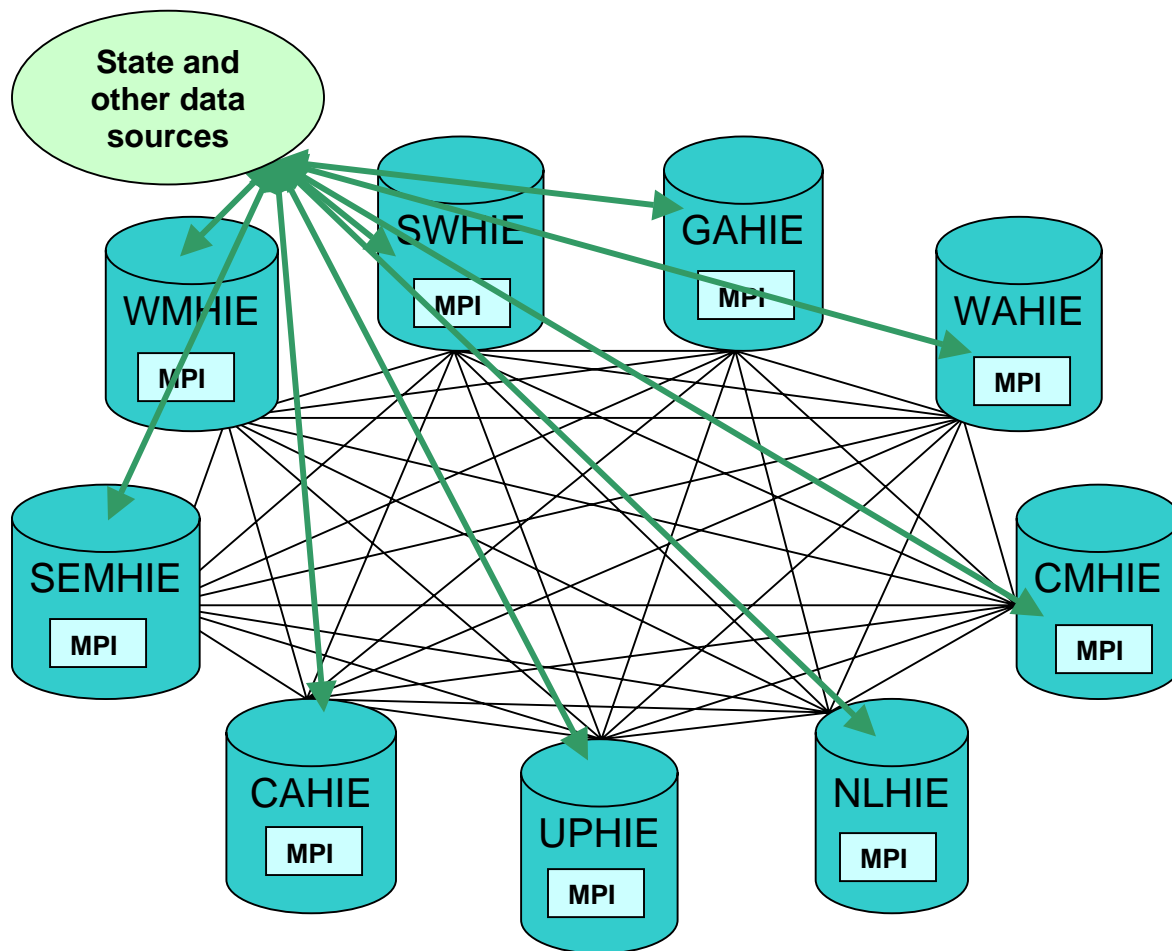 State and
other data
sources
SWHIE
MPI
GAHIE
MPI
WMHIE
MPI
WAHIE
MPI
SEMHIE
MPI
CMHIE
MPI
CAHIE
MPI
UPHIE
MPI
NLHIE
MPI